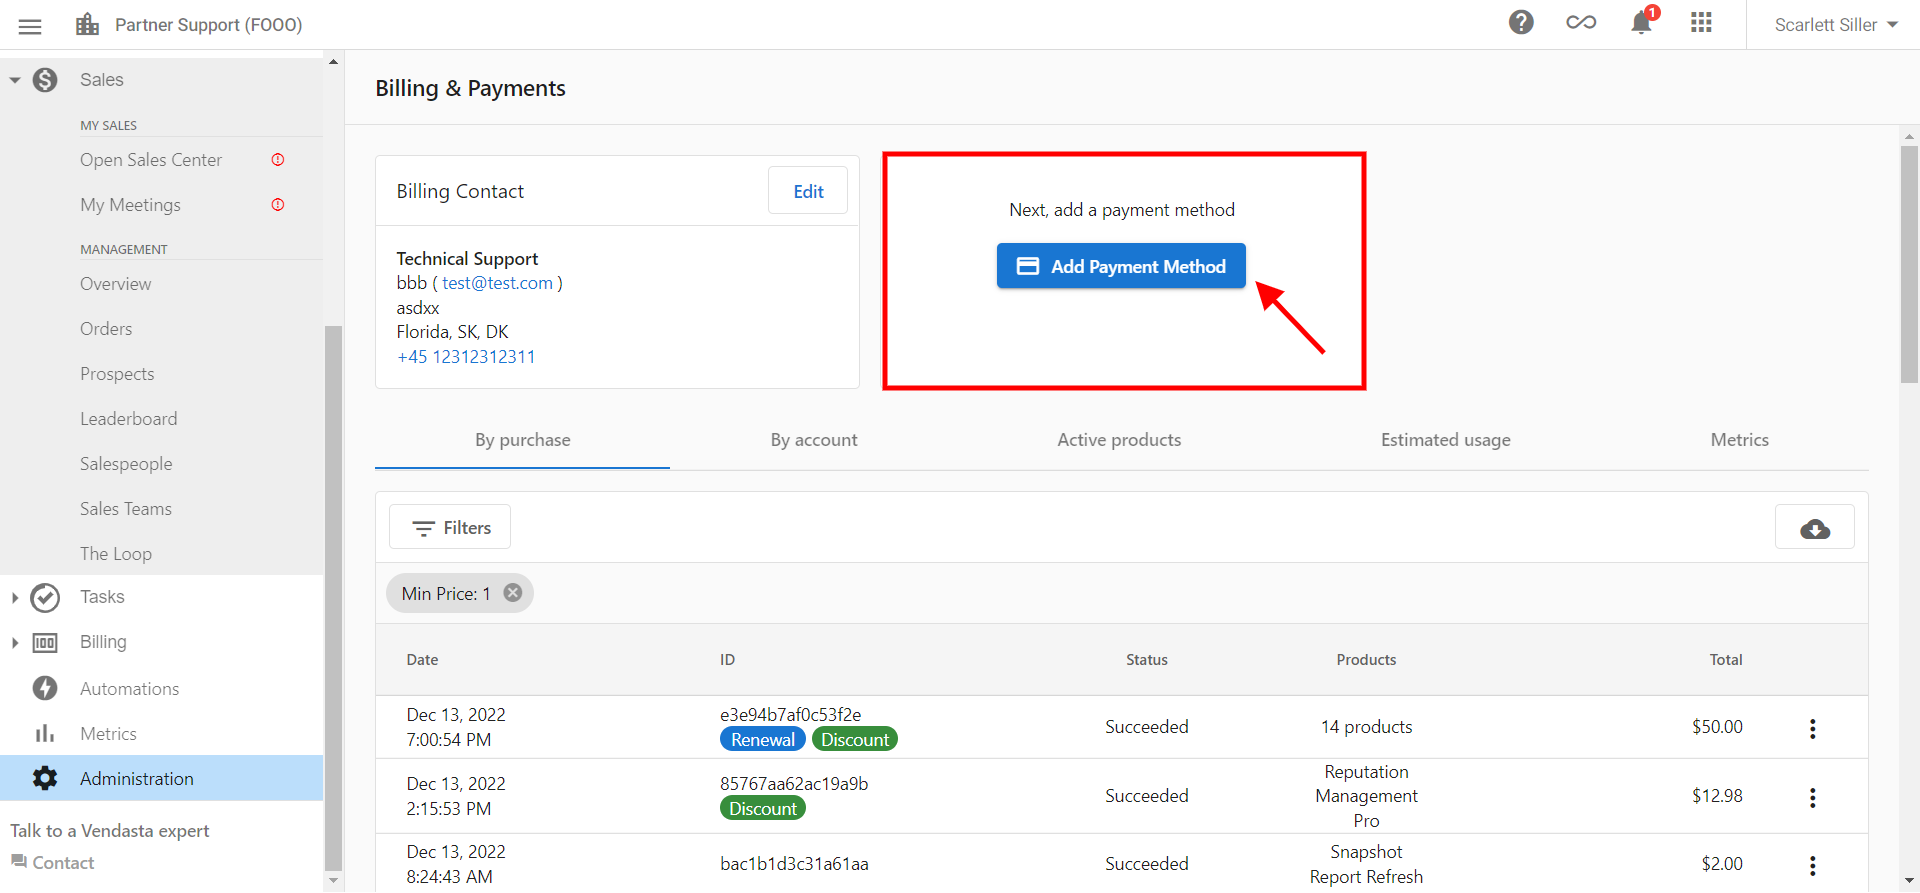 Partner Support (FOOO)
1
Scarlett Siller
Sales
MY SALES
Open Sales Center
My Meetings
MANAGEMENT
Overview
Orders
Prospects
Leaderboard
Salespeople
Sales Teams
The Loop
Tasks
100
Billing
Automations
Metrics
Administration
Talk to a Vendasta expert
Contact
Billing & Payments
Billing Contact
Edit
Technical Support
bbb ( test@test.com )
asdxx
Florida, SK, DK
+45 12312312311
Next, add a payment method
Add Payment Method
By purchase
By account
Active products
Estimated usage
Metrics
Filters
Min Price: 1
Date ID Status Products Total
Dec 13, 2022
7:00:54 PM
e3e94b7af0c53f2e
Renewal Discount
Succeeded
14 products
$50.00
Dec 13, 2022
2:15:53 PM
85767aa62ac19a9b
Discount
Succeeded
Reputation
Management
Pro
$12.98
Dec 13, 2022
8:24:43 AM
bac1b1d3c31a61aa
Succeeded
Snapshot
Report Refresh
$2.00